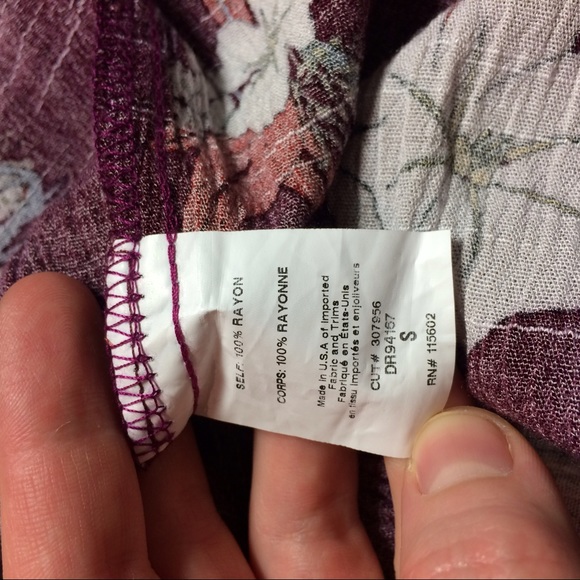 SELF: 100% RAYON
CORPS: 100% RAYONNE
Made in U.S.A of Imported
Fabric and Trims
Fabriqué en États-Unis
en tissu importés et enjoliveurs
CUT# 307956
DR94167
S
RN# 115602